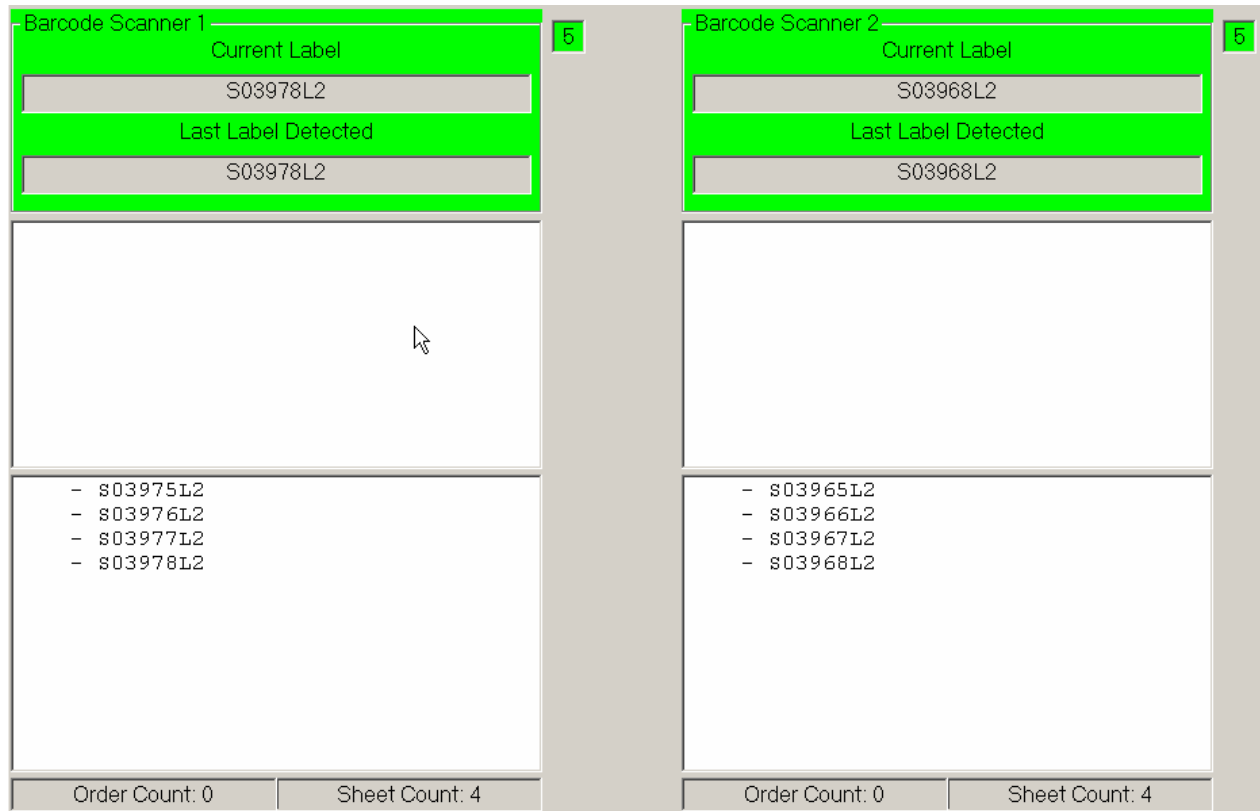 Barcode Scanner 1
5
Current Label
S03978L2
Last Label Detected
S03978L2
- S03975L2
- S03976L2
- S03977L2
- S03978L2
Order Count: 0
Sheet Count: 4
Barcode Scanner 2
5
Current Label
S03968L2
Last Label Detected
S03968L2
- S03965L2
- S03966L2
- S03967L2
- S03968L2
Order Count: 0
Sheet Count: 4